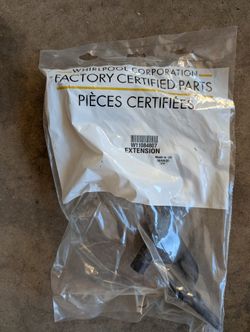 WHIRLPOOL CORPORATION
FACTORY CERTIFIED PARTS
PIÈCES CERTIFIÉES
W11084807
EXTENSION